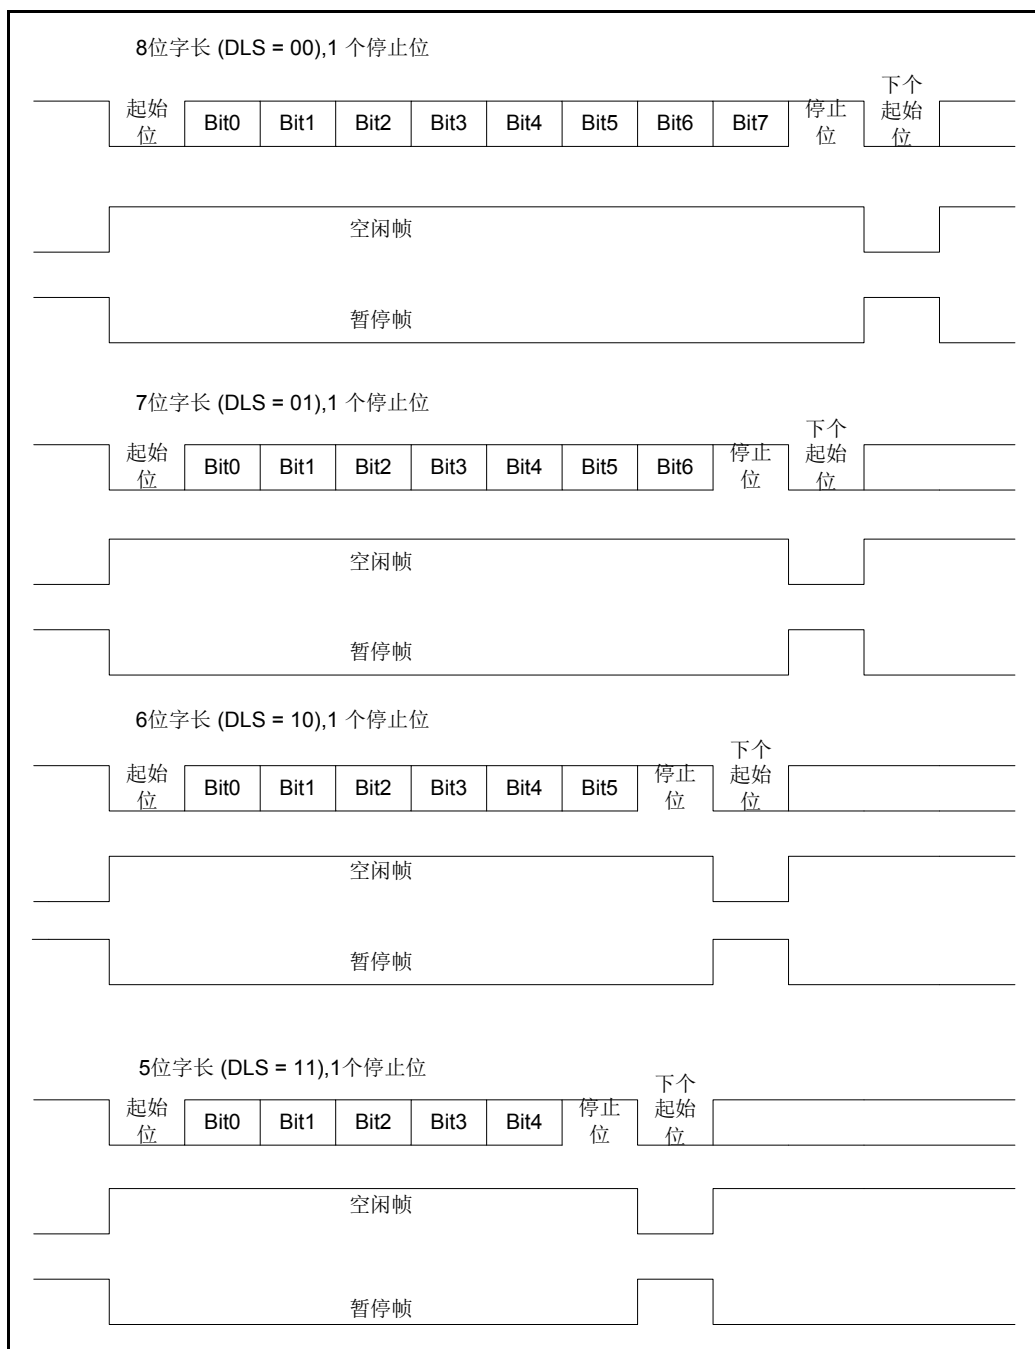 8位字长 (DLS = 00),1 个停止位
起始位 Bit0 Bit1 Bit2 Bit3 Bit4 Bit5 Bit6 Bit7 停止位 下个起始位
空闲帧
暂停帧
7位字长 (DLS = 01),1 个停止位
起始位 Bit0 Bit1 Bit2 Bit3 Bit4 Bit5 Bit6 停止位 下个起始位
空闲帧
暂停帧
6位字长 (DLS = 10),1 个停止位
起始位 Bit0 Bit1 Bit2 Bit3 Bit4 Bit5 停止位 下个起始位
空闲帧
暂停帧
5位字长 (DLS = 11),1个停止位
起始位 Bit0 Bit1 Bit2 Bit3 Bit4 停止位 下个起始位
空闲帧
暂停帧